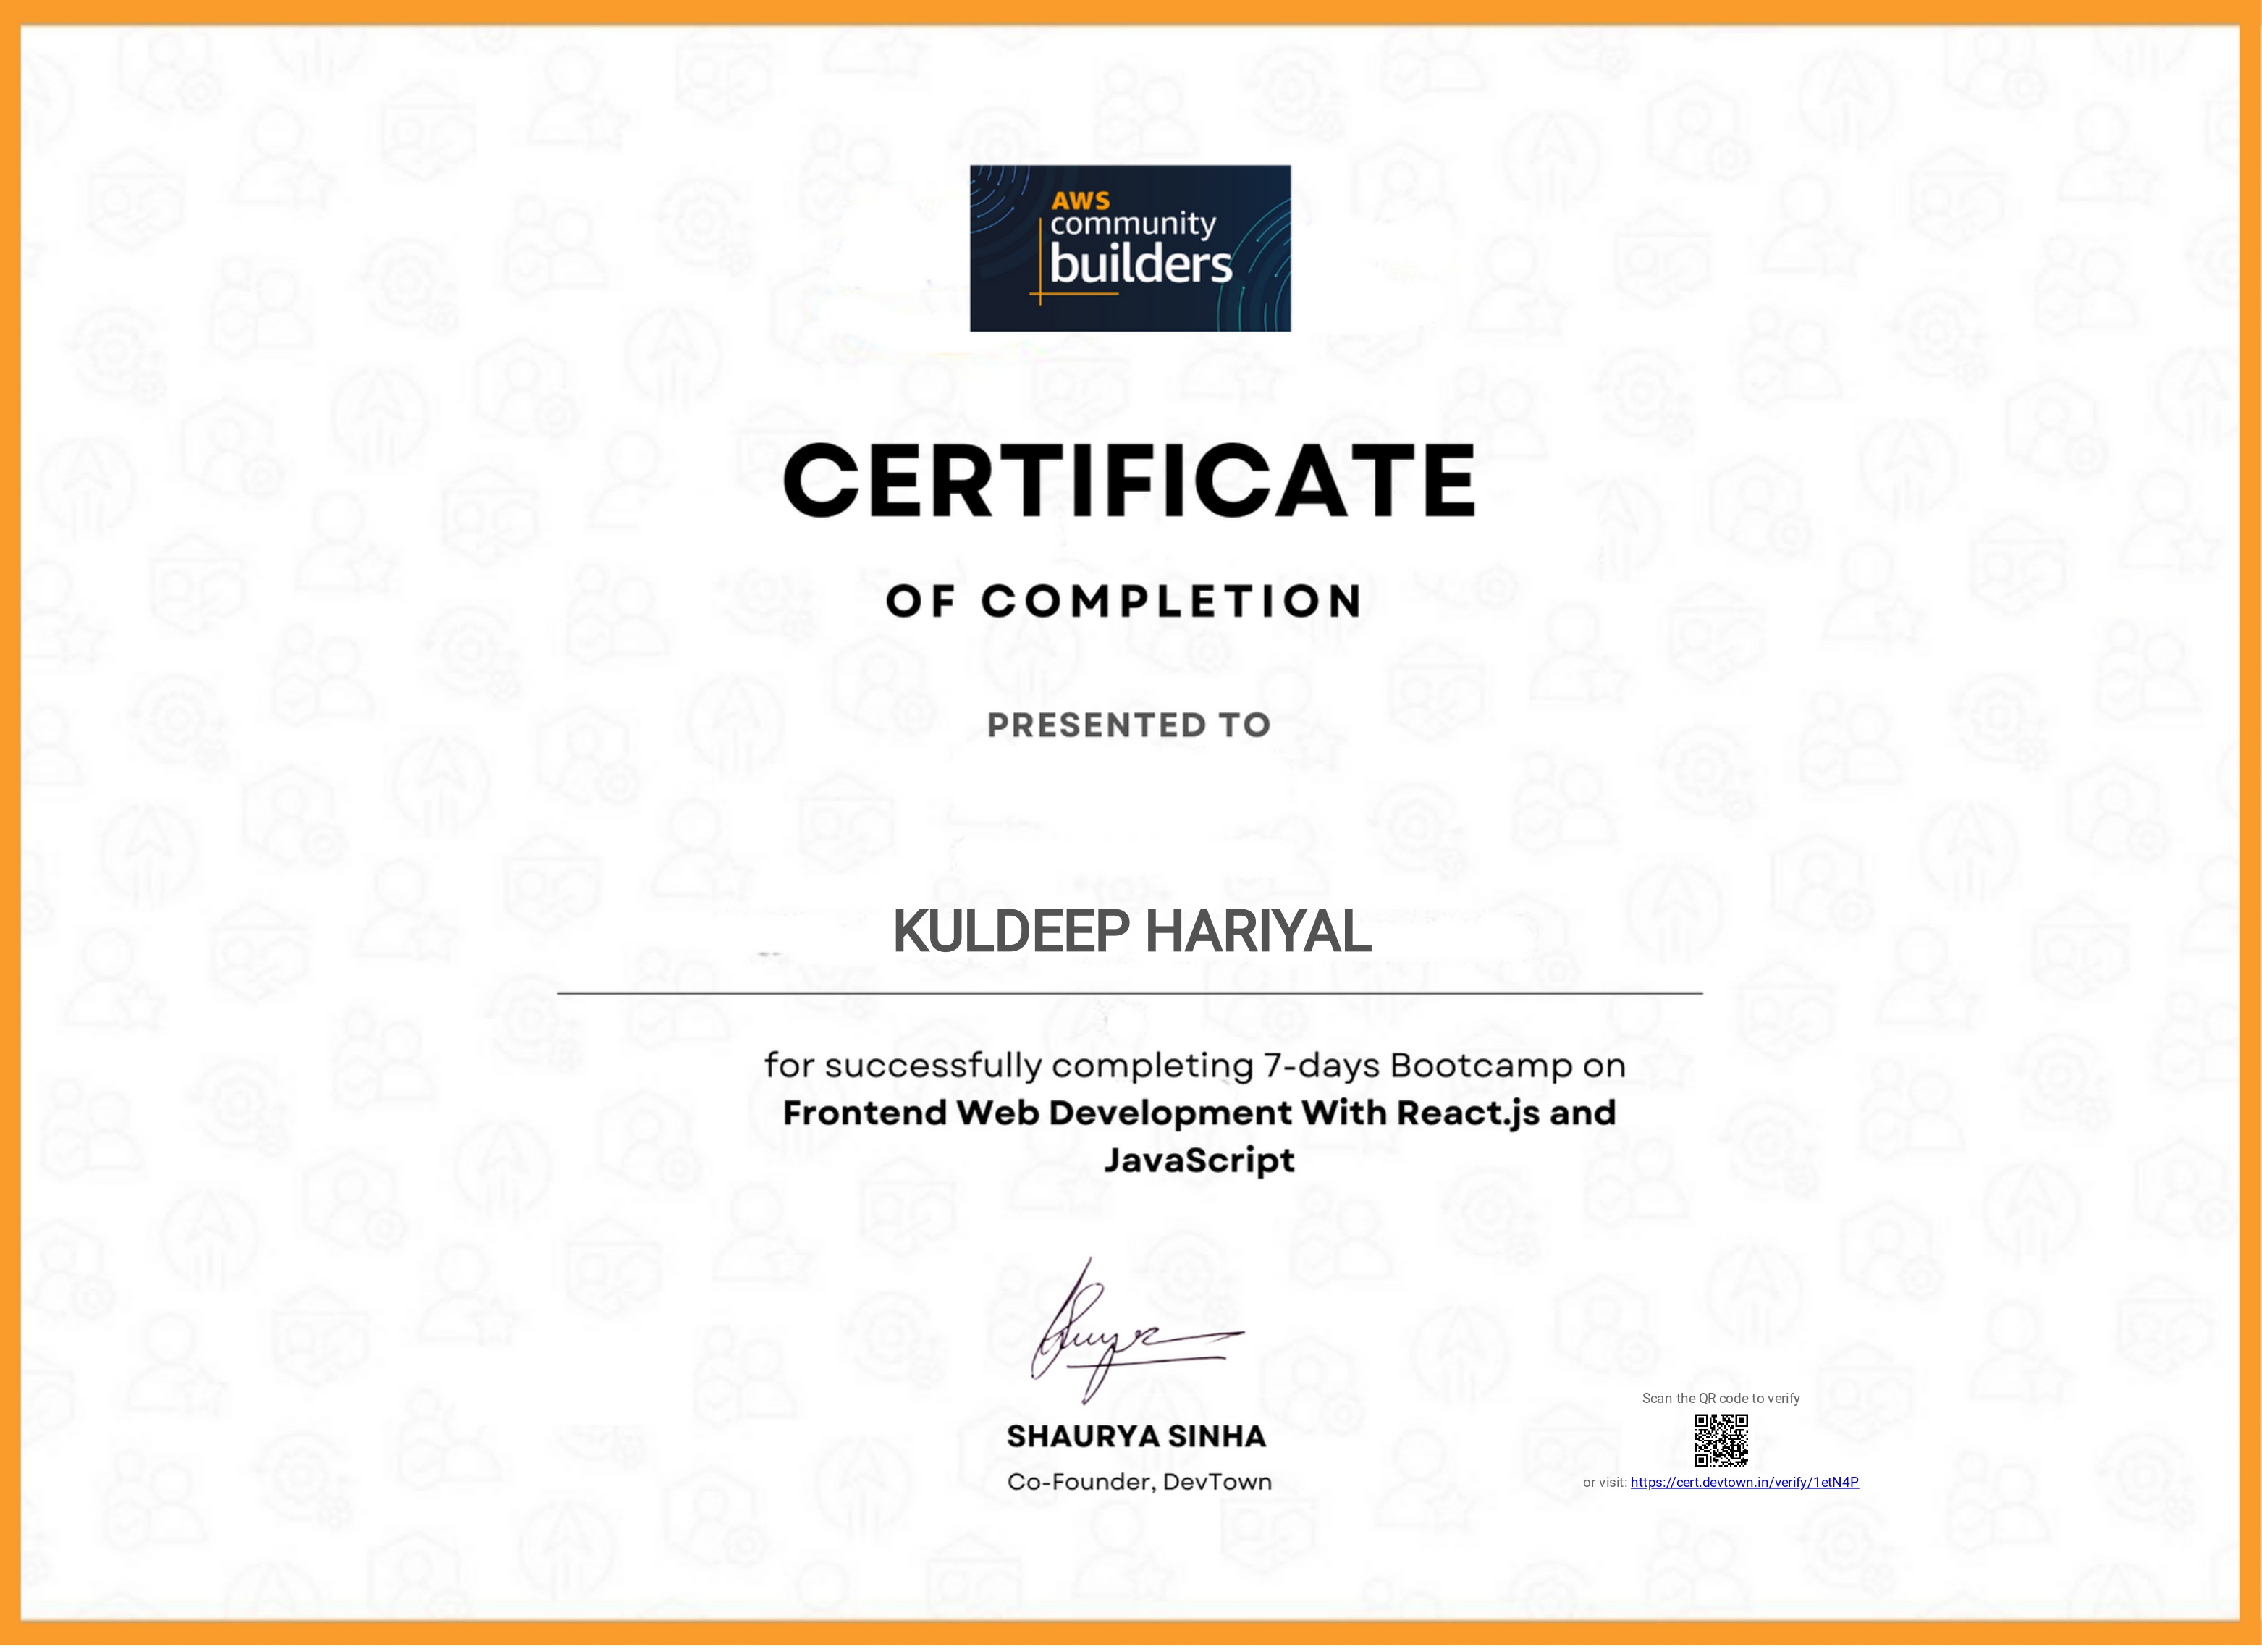 AWS
community
builders
CERTIFICATE
OF COMPLETION
PRESENTED TO
KULDEEP HARIYAL
for successfully completing 7-days Bootcamp on
Frontend Web Development With React.js and
JavaScript
SHAURYA SINHA
Co-Founder, DevTown
Scan the QR code to verify
or visit: https://cert.devtown.in/verify/1etN4P